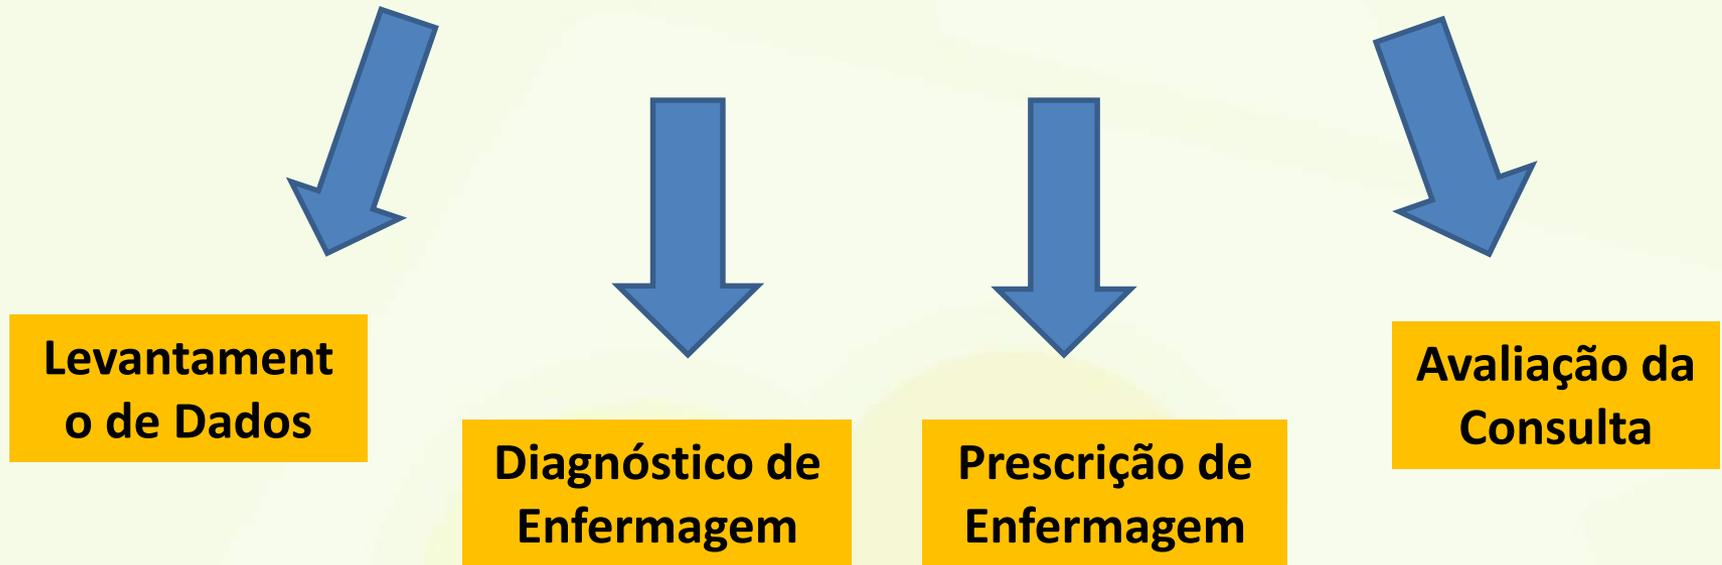 Levantament
o de Dados
Diagnóstico de
Enfermagem
Prescrição de
Enfermagem
Avaliação da
Consulta